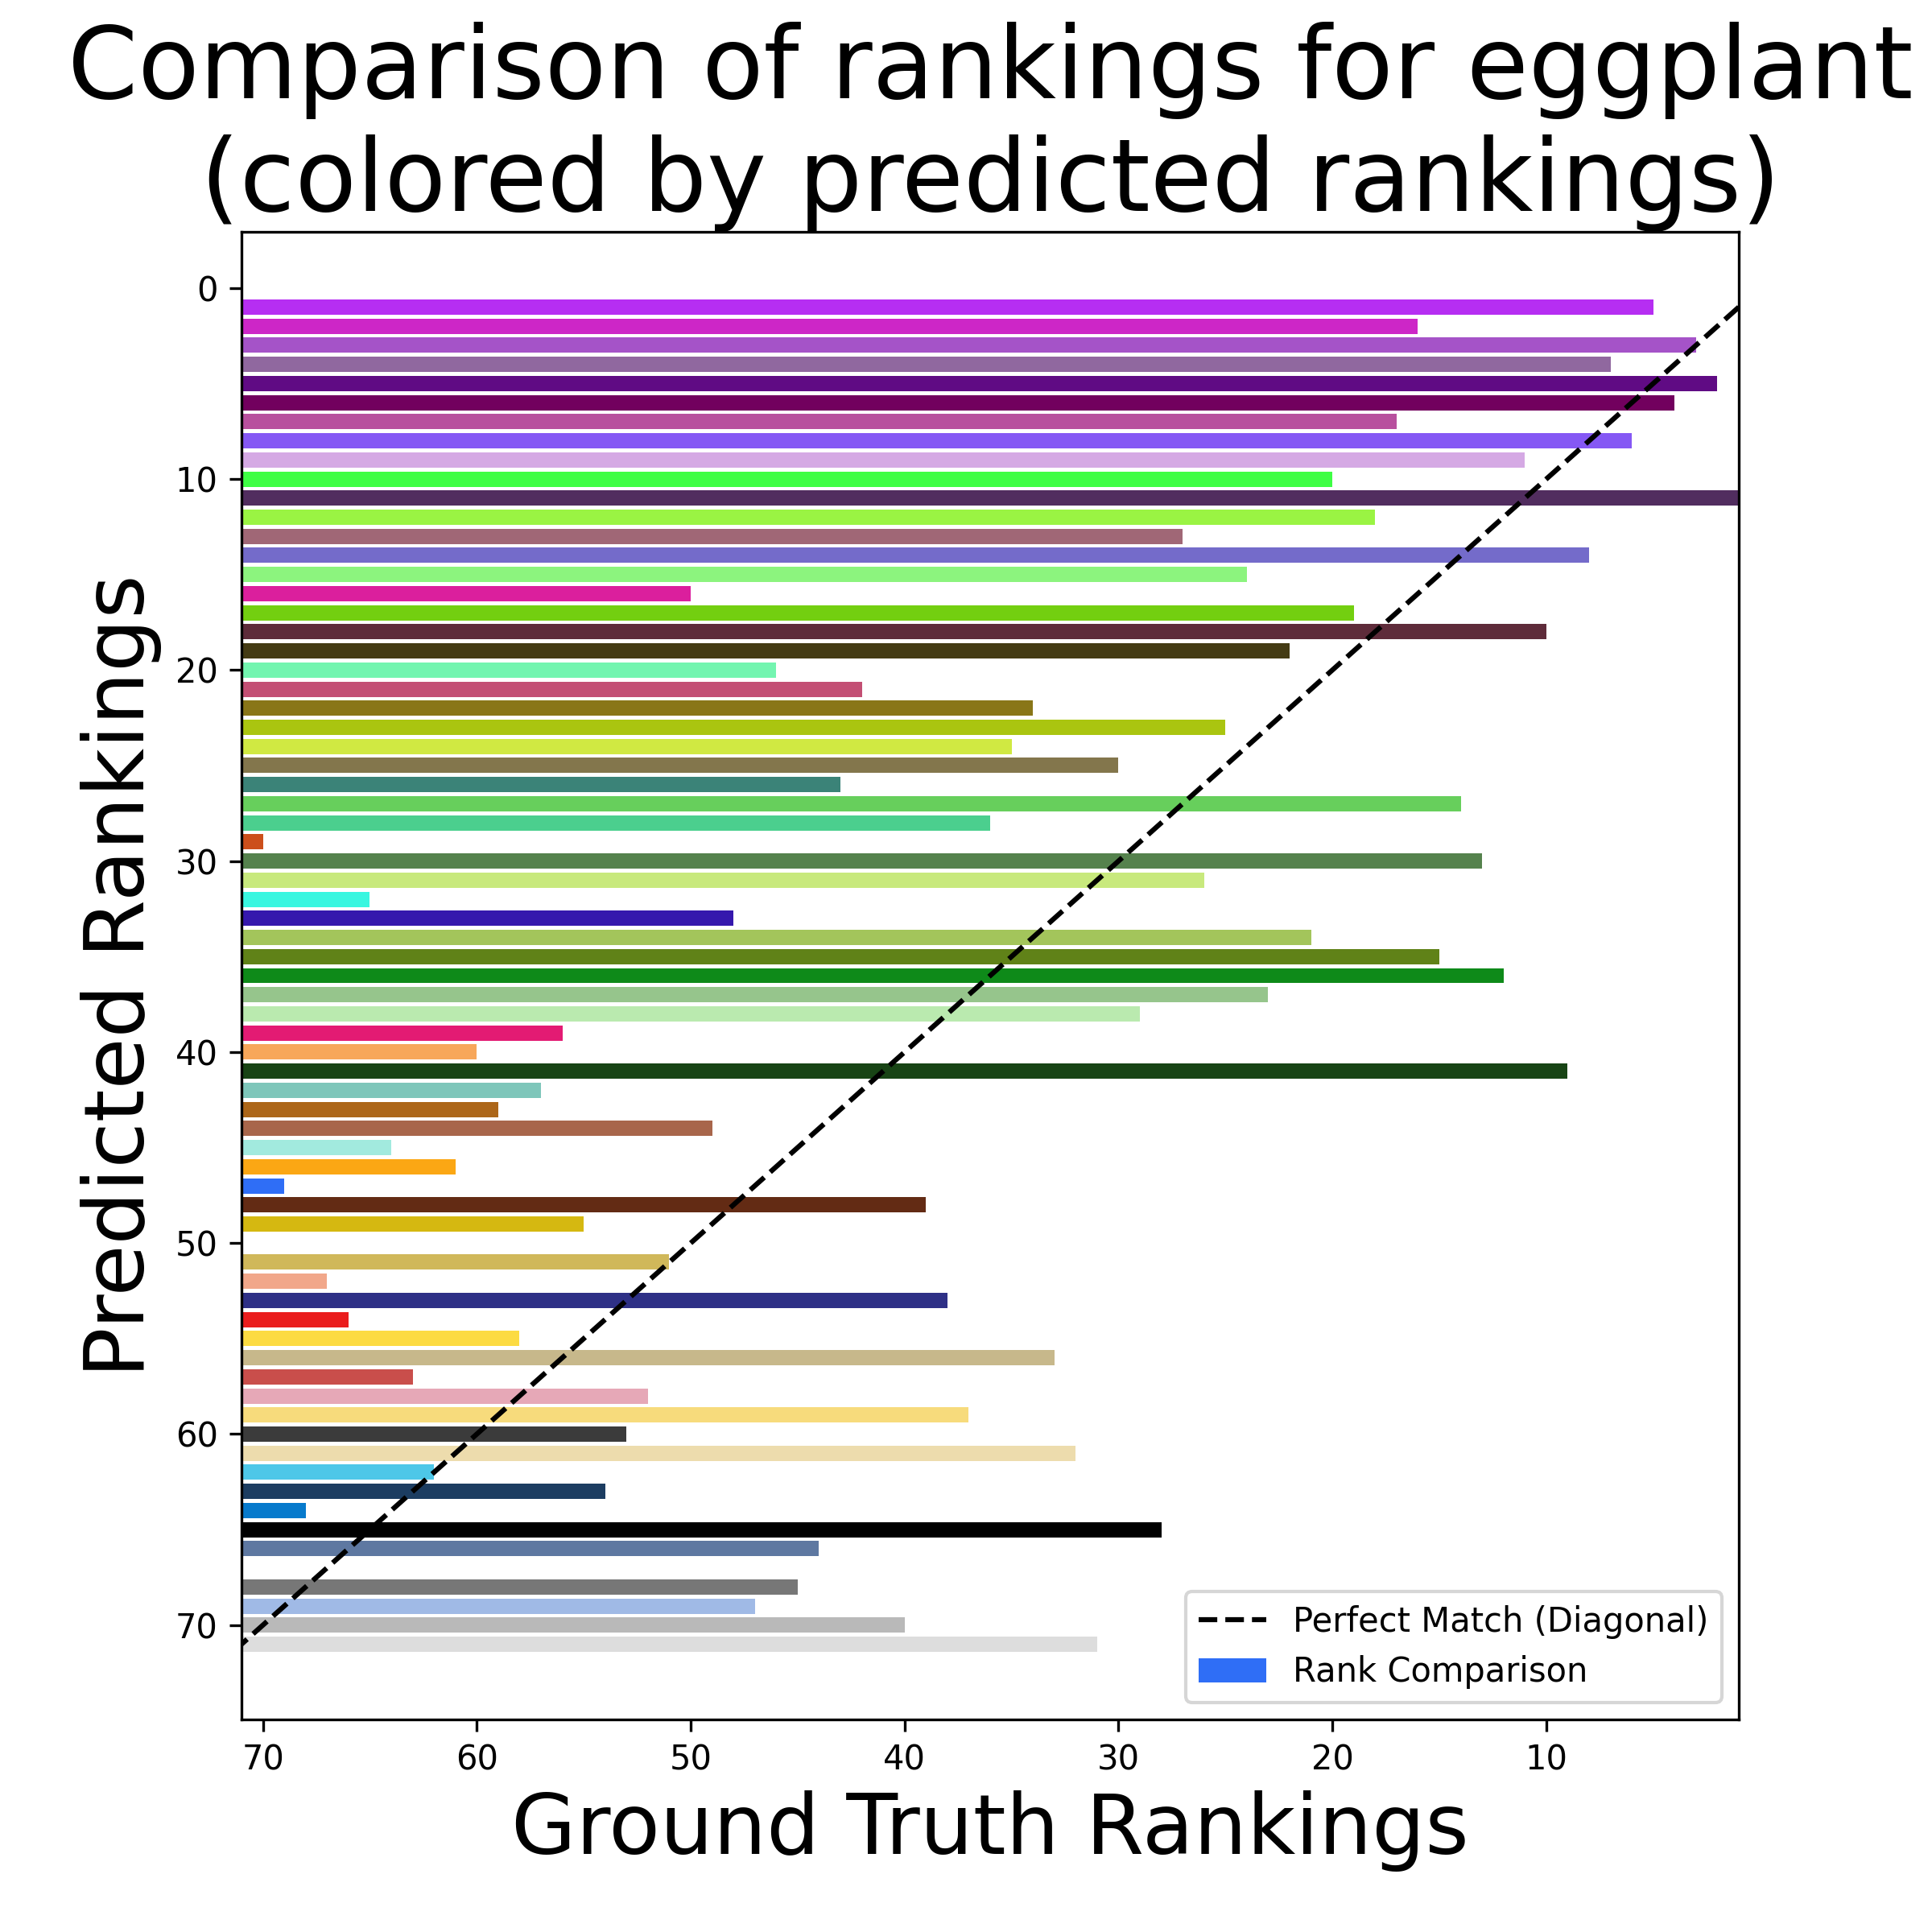 Comparison of rankings for eggplant
(colored by predicted rankings)
Predicted Rankings
0
10
20
30
40
50
60
70
70 60 50 40 30 20 10
Ground Truth Rankings
Perfect Match (Diagonal)
Rank Comparison